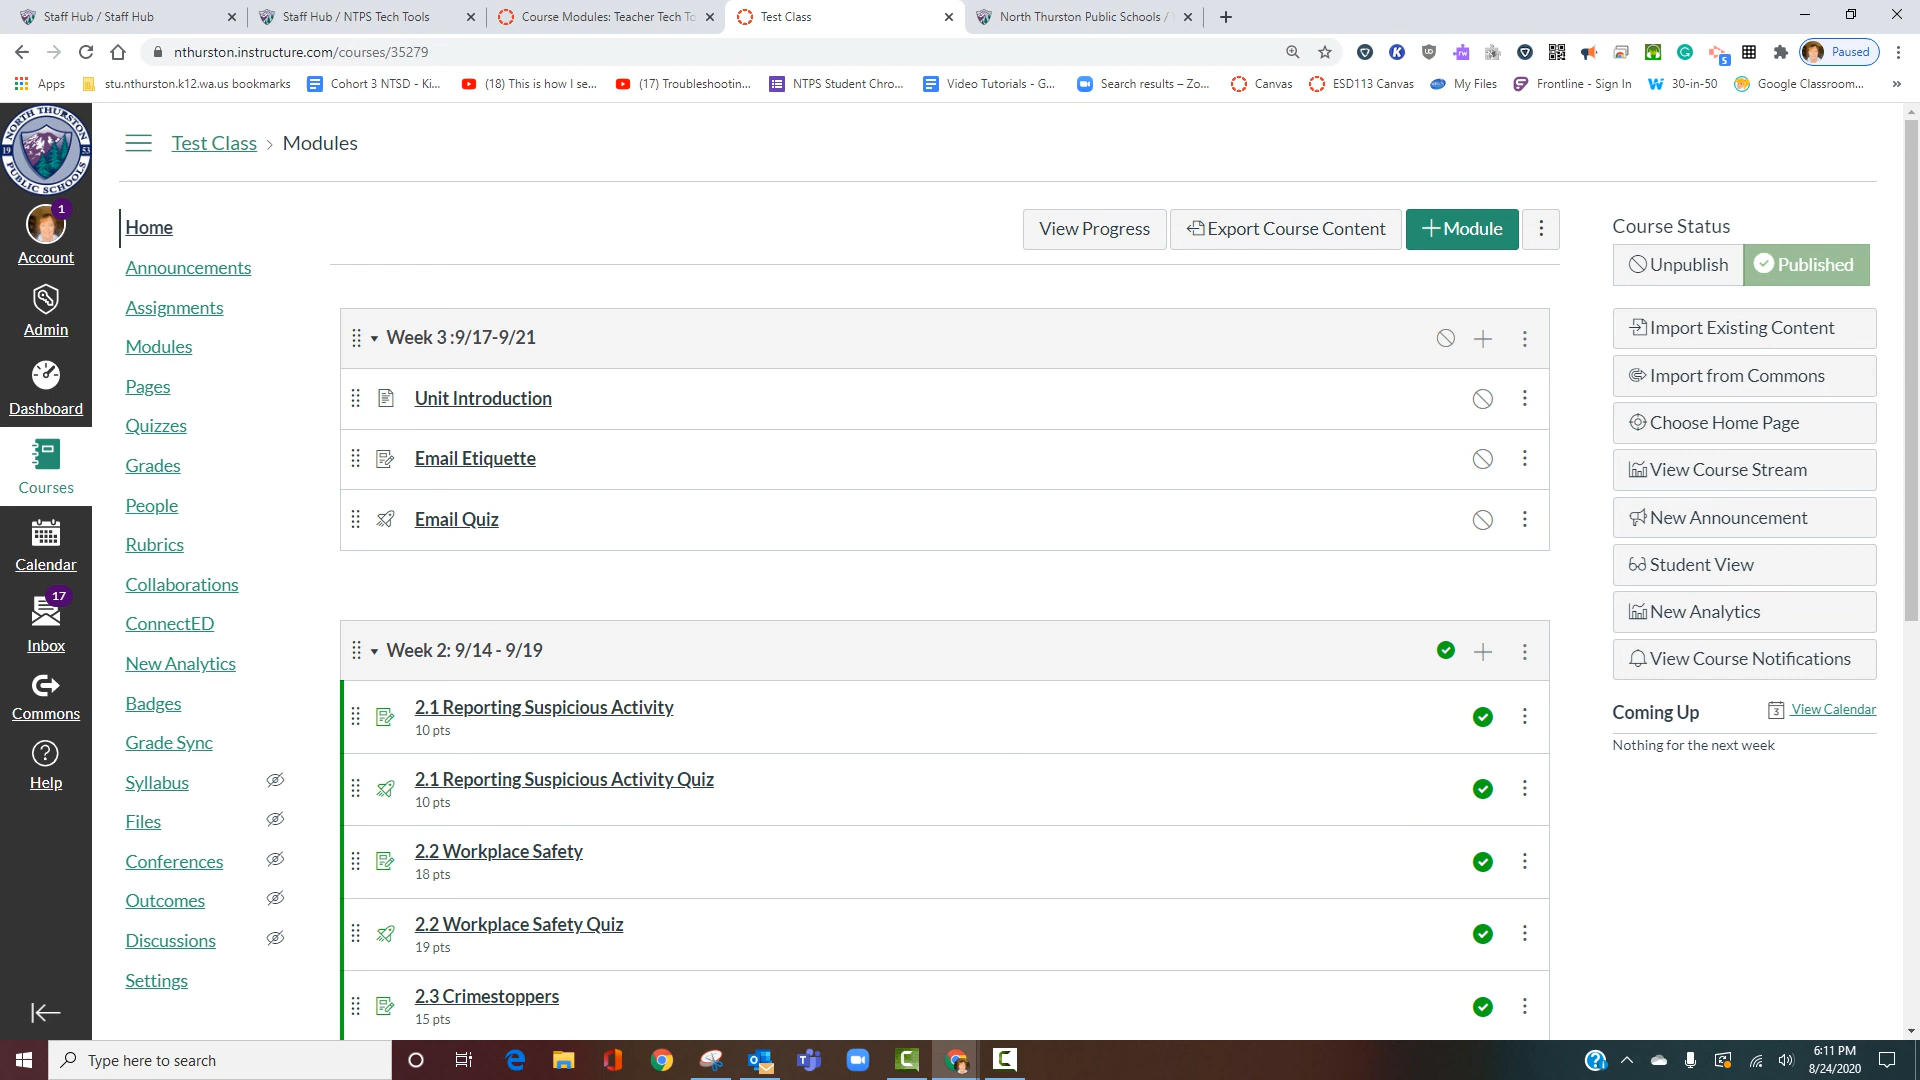 Staff Hub / Staff Hub
Staff Hub / NTPS Tech Tools
Course Modules: Teacher Tech To
Test Class
North Thurston Public Schools /
nthurston.instructure.com/courses/35279
Paused
Apps
stu.nthurston.k12.wa.us bookmarks
Cohort 3 NTSD - Ki...
(18) This is how I se...
(17) Troubleshootin...
NTPS Student Chro...
Video Tutorials - G...
Search results – Zo...
Canvas
ESD113 Canvas
My Files
Frontline - Sign In
30-in-50
Google Classroom...
NORTH THURSTON
19 53
PUBLIC SCHOOLS
1
Account
Admin
Dashboard
Courses
Calendar
17
Inbox
Commons
Help
Test Class › Modules
Home
Announcements
Assignments
Modules
Pages
Quizzes
Grades
People
Rubrics
Collaborations
ConnectED
New Analytics
Badges
Grade Sync
Syllabus
Files
Conferences
Outcomes
Discussions
Settings
View Progress
Export Course Content
+ Module
Week 3 :9/17-9/21
Unit Introduction
Email Etiquette
Email Quiz
Week 2: 9/14 - 9/19
2.1 Reporting Suspicious Activity
10 pts
2.1 Reporting Suspicious Activity Quiz
10 pts
2.2 Workplace Safety
18 pts
2.2 Workplace Safety Quiz
19 pts
2.3 Crimestoppers
15 pts
Course Status
Unpublish
Published
Import Existing Content
Import from Commons
Choose Home Page
View Course Stream
New Announcement
Student View
New Analytics
View Course Notifications
Coming Up
3
View Calendar
Nothing for the next week
Type here to search
6:11 PM
8/24/2020